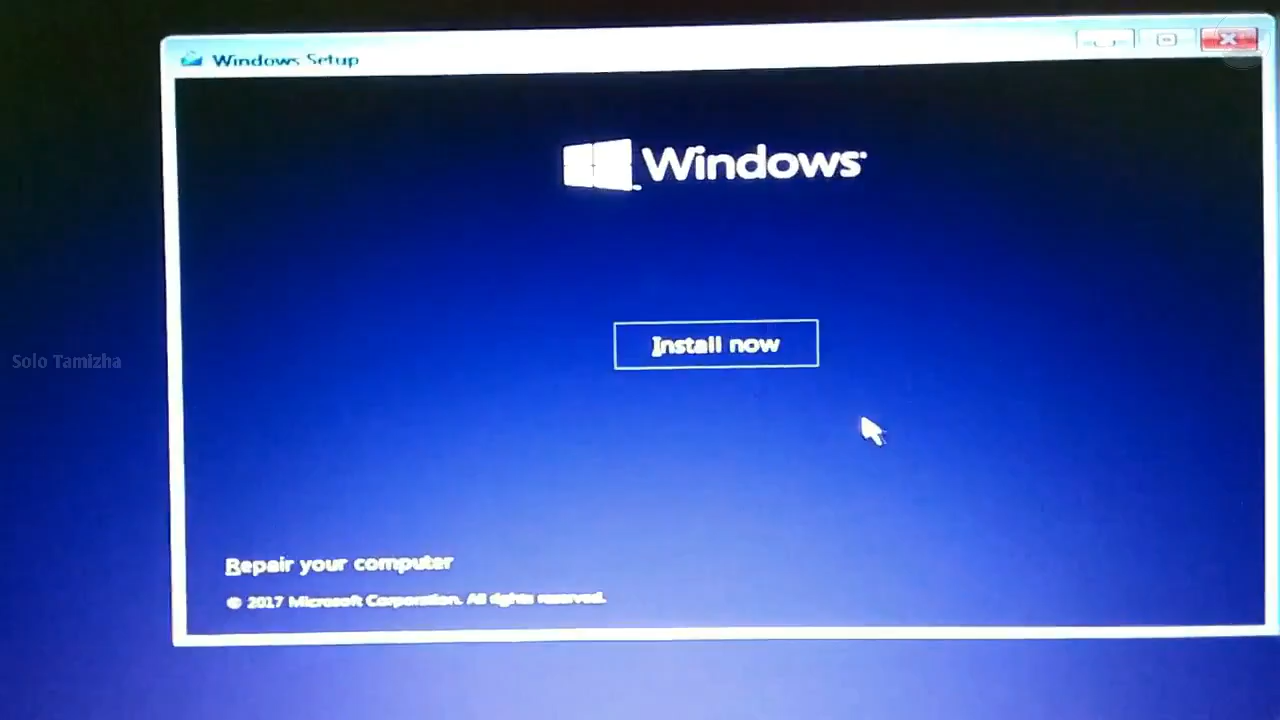 Windows Setup
Windows
Install now
Solo Tamizha
Repair your computer
© 2017 Microsoft Corporation. All rights reserved.